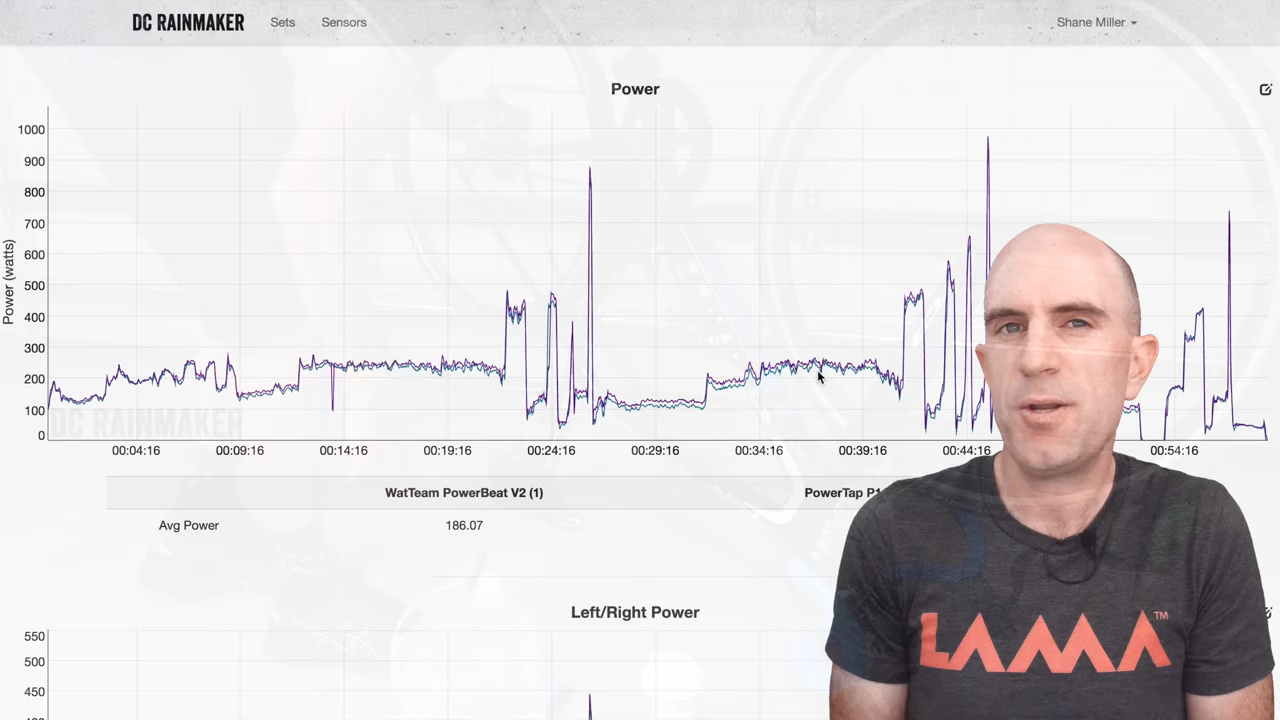 DC RAINMAKER Sets Sensors Shane Miller
Power
1000
900
800
700
600
500
400
300
200
100
0
Power (watts)
DC RAINMAKER
00:04:16 00:09:16 00:14:16 00:19:16 00:24:16 00:29:16 00:34:16 00:39:16 00:44:16 00:54:16
WatTeam PowerBeat V2 (1) PowerTap P1
Avg Power 186.07
Left/Right Power
550
500
450
LAMA™